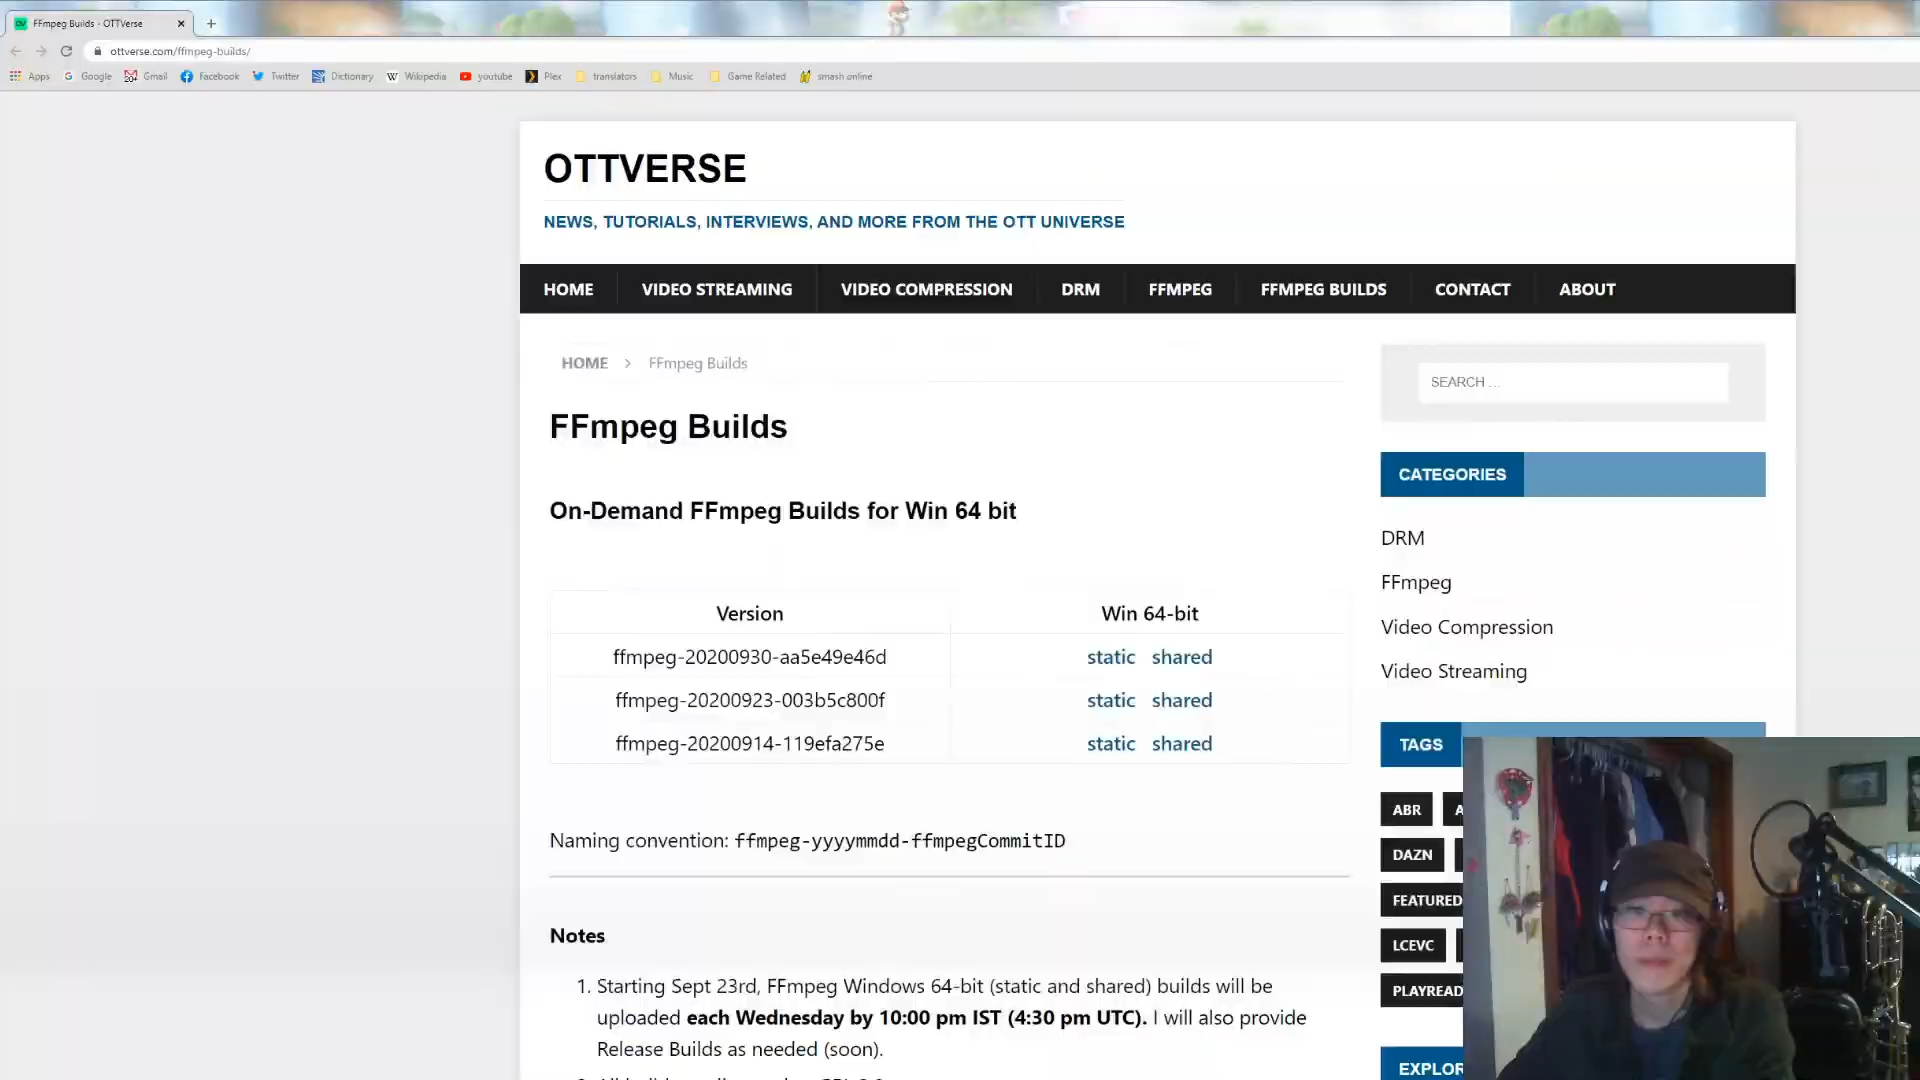 FFmpeg Builds - OTTVerse
ottverse.com/ffmpeg-builds/
Apps Google Gmail Facebook Twitter Dictionary Wikipedia youtube Plex translators Music Game Related smash online
OTTVERSE
NEWS, TUTORIALS, INTERVIEWS, AND MORE FROM THE OTT UNIVERSE
HOME VIDEO STREAMING VIDEO COMPRESSION DRM FFMPEG FFMPEG BUILDS CONTACT ABOUT
HOME > FFmpeg Builds
FFmpeg Builds
On-Demand FFmpeg Builds for Win 64 bit
Version Win 64-bit
ffmpeg-20200930-aa5e49e46d static shared
ffmpeg-20200923-003b5c800f static shared
ffmpeg-20200914-119efa275e static shared
Naming convention: ffmpeg-yyyymmdd-ffmpegCommitID
Notes
1. Starting Sept 23rd, FFmpeg Windows 64-bit (static and shared) builds will be
uploaded each Wednesday by 10:00 pm IST (4:30 pm UTC). I will also provide
Release Builds as needed (soon).
SEARCH ...
CATEGORIES
DRM
FFmpeg
Video Compression
Video Streaming
TAGS
ABR A
DAZN
FEATURED
LCEVC
PLAYREAD
EXPLOR